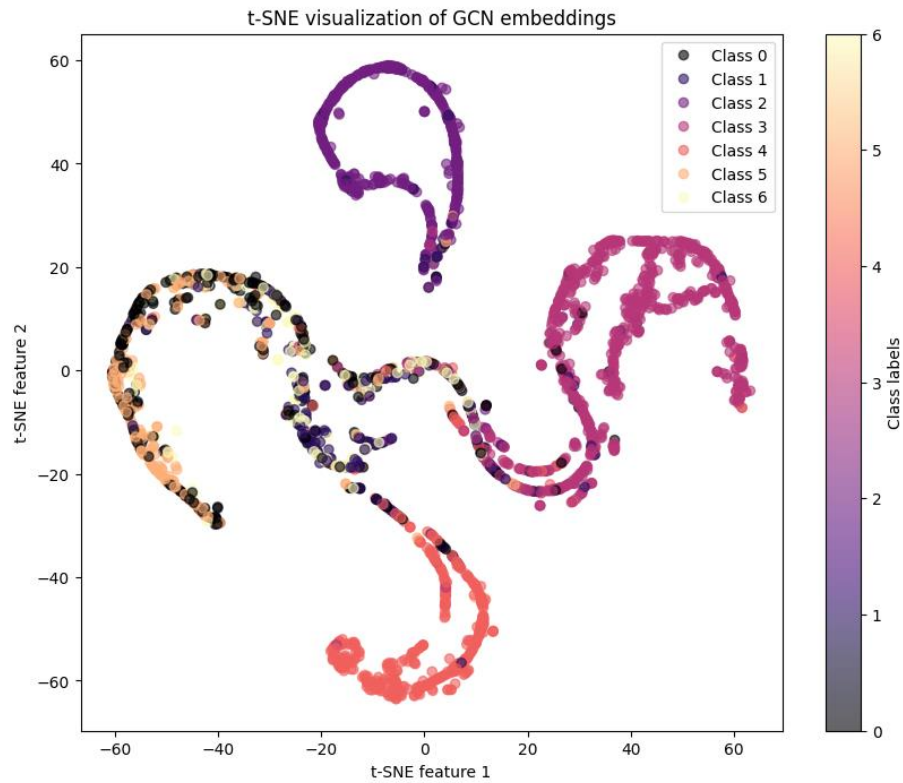 t-SNE visualization of GCN embeddings
Class 0
Class 1
Class 2
Class 3
Class 4
Class 5
Class 6
60
40
20
0
−20
−40
−60
t-SNE feature 2
−60
−40
−20
0
20
40
60
t-SNE feature 1
6
5
4
3
2
1
0
Class labels